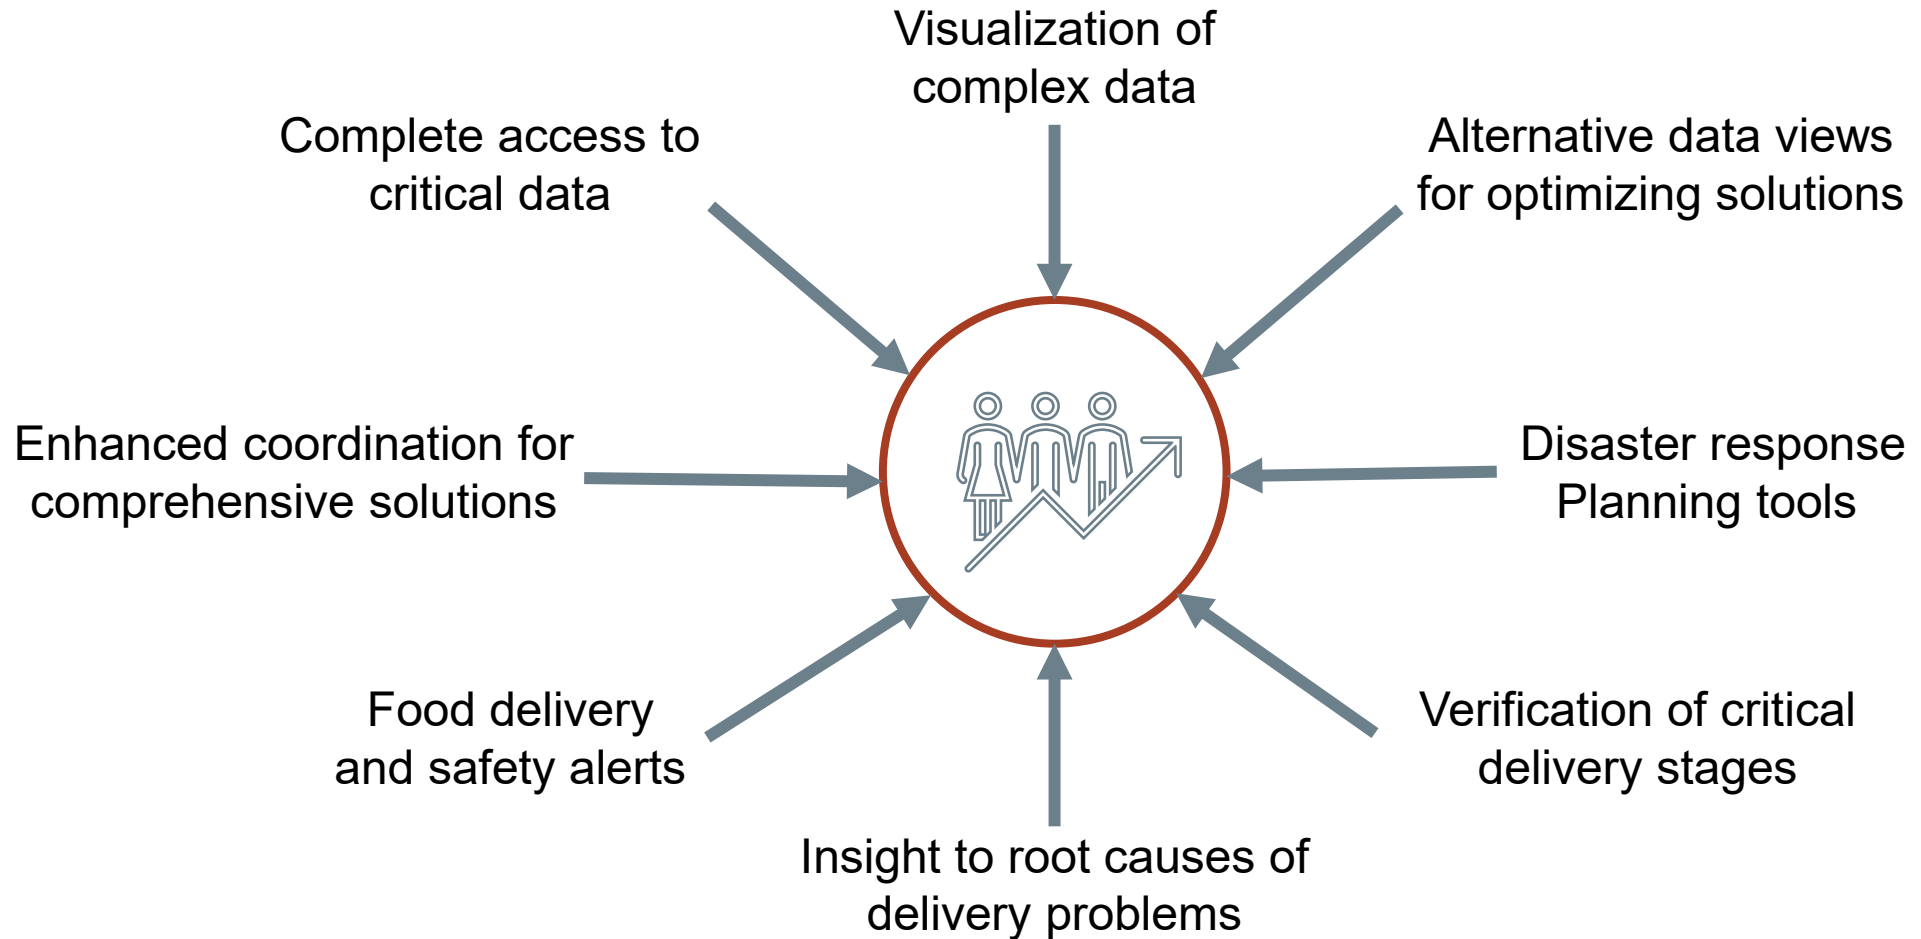 Visualization of
complex data
Complete access to
critical data
Alternative data views
for optimizing solutions
Enhanced coordination for
comprehensive solutions
Disaster response
Planning tools
Food delivery
and safety alerts
Verification of critical
delivery stages
Insight to root causes of
delivery problems